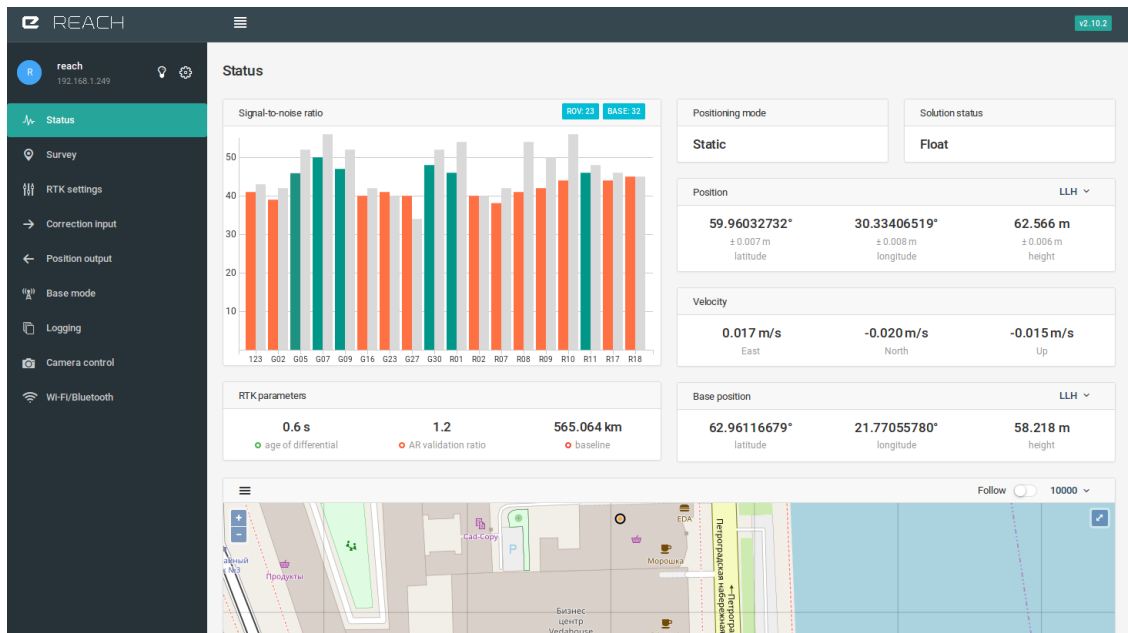 REACH
v2.10.2
reach
192.168.1.249
Status
Survey
RTK settings
Correction input
Position output
Base mode
Logging
Camera control
Wi-Fi/Bluetooth
Status
Signal-to-noise ratio
ROV: 23 BASE: 32
50
40
30
20
10
123 G02 G05 G07 G09 G16 G23 G27 G30 R01 R02 R07 R08 R09 R10 R11 R17 R18
Positioning mode
Static
Solution status
Float
Position LLH
59.96032732° 30.33406519° 62.566 m
± 0.007 m ± 0.008 m ± 0.006 m
latitude longitude height
Velocity
0.017 m/s -0.020 m/s -0.015 m/s
East North Up
RTK parameters
0.6 s 1.2 565.064 km
age of differential AR validation ratio baseline
Base position LLH
62.96116679° 21.77055780° 58.218 m
latitude longitude height
Follow 10000
+
−
R
EDA
Cad-Copy
P
Морошка
Продукты
№3
Бизнес
центр
Vedahouse
Петроградская набережная